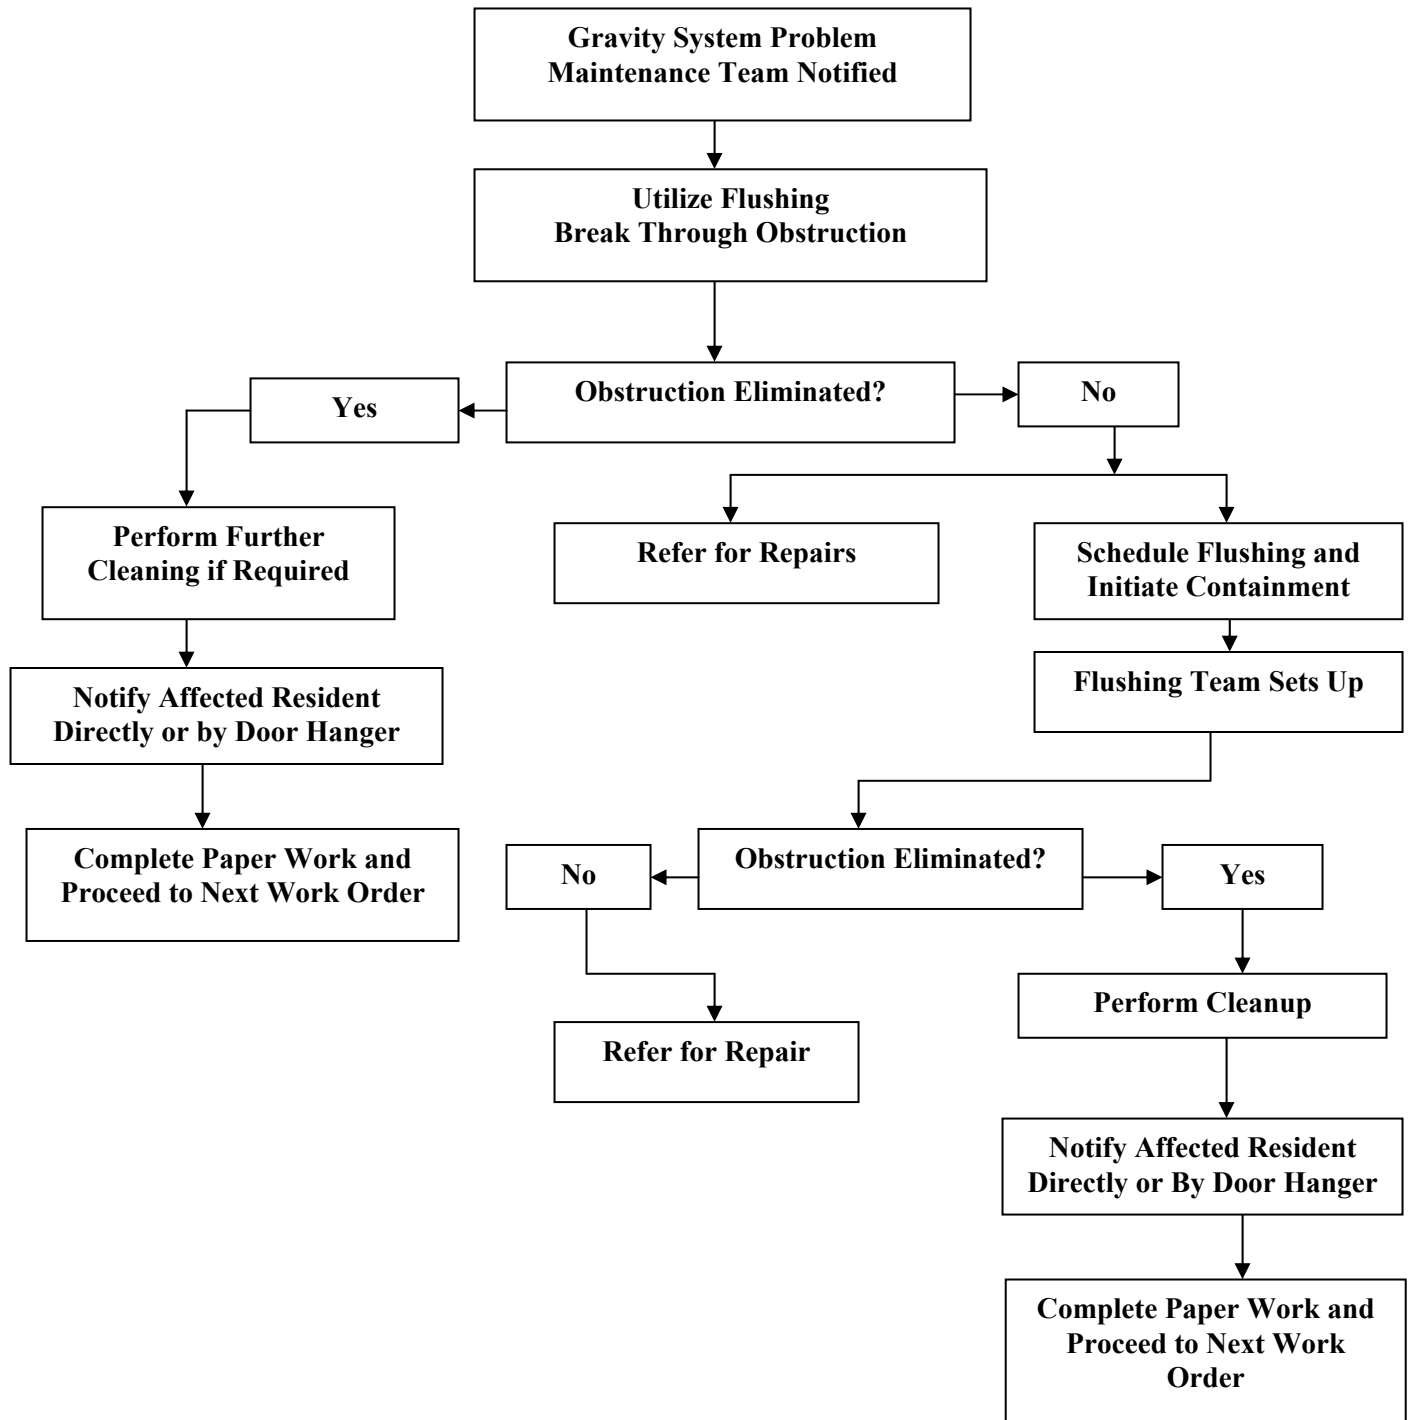 Gravity System Problem
Maintenance Team Notified
Utilize Flushing
Break Through Obstruction
Obstruction Eliminated?
No
Yes
Perform Further
Cleaning if Required
Refer for Repairs
Schedule Flushing and
Initiate Containment
Notify Affected Resident
Directly or by Door Hanger
Flushing Team Sets Up
Complete Paper Work and
Proceed to Next Work Order
No
Obstruction Eliminated?
Yes
Perform Cleanup
Refer for Repair
Notify Affected Resident
Directly or By Door Hanger
Complete Paper Work and
Proceed to Next Work
Order